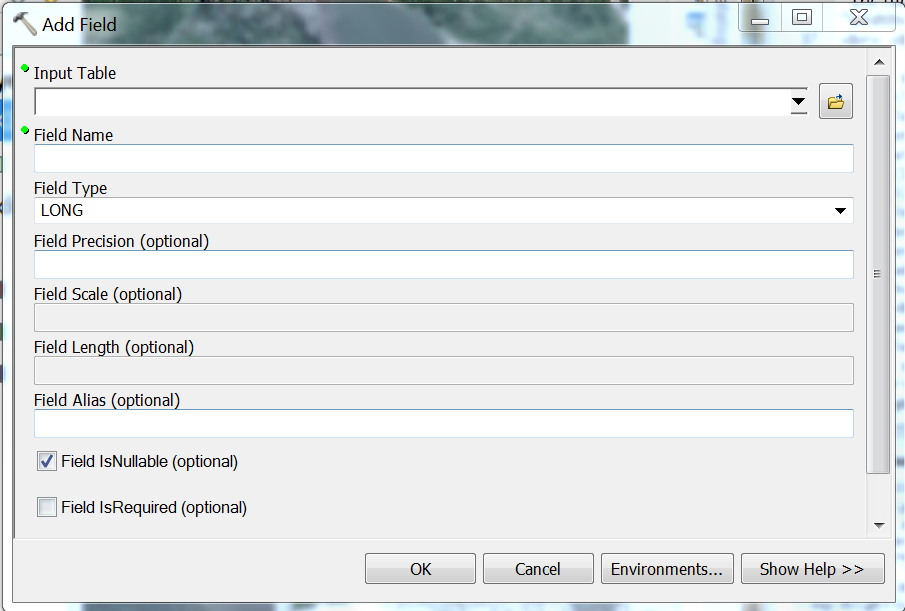 Add Field
Input Table
Field Name
Field Type
LONG
Field Precision (optional)
Field Scale (optional)
Field Length (optional)
Field Alias (optional)
Field IsNullable (optional)
Field IsRequired (optional)
OK Cancel Environments... Show Help >>